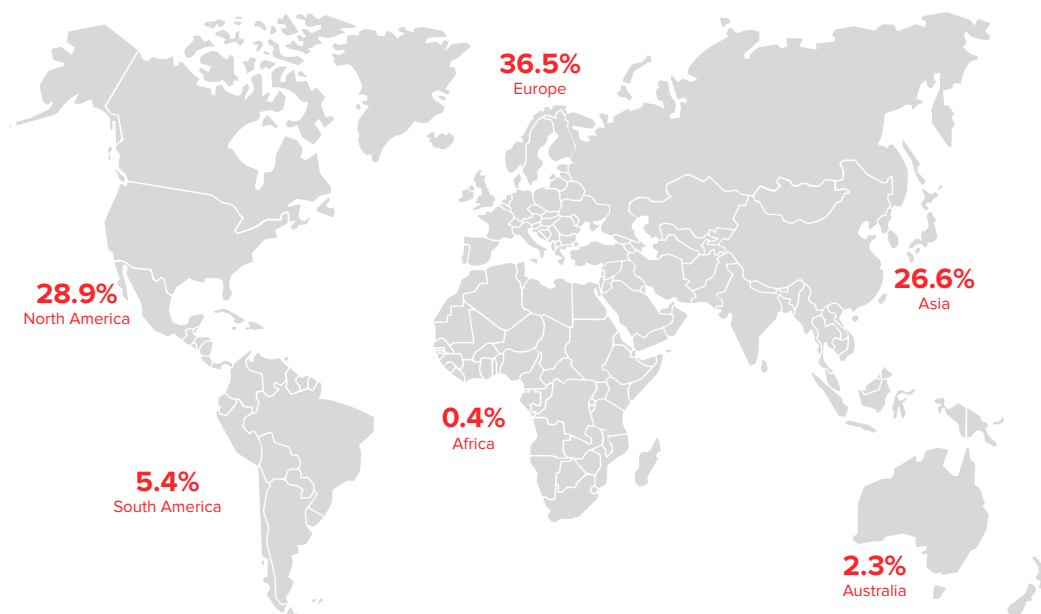 36.5%
Europe
28.9%
North America
26.6%
Asia
0.4%
Africa
5.4%
South America
2.3%
Australia